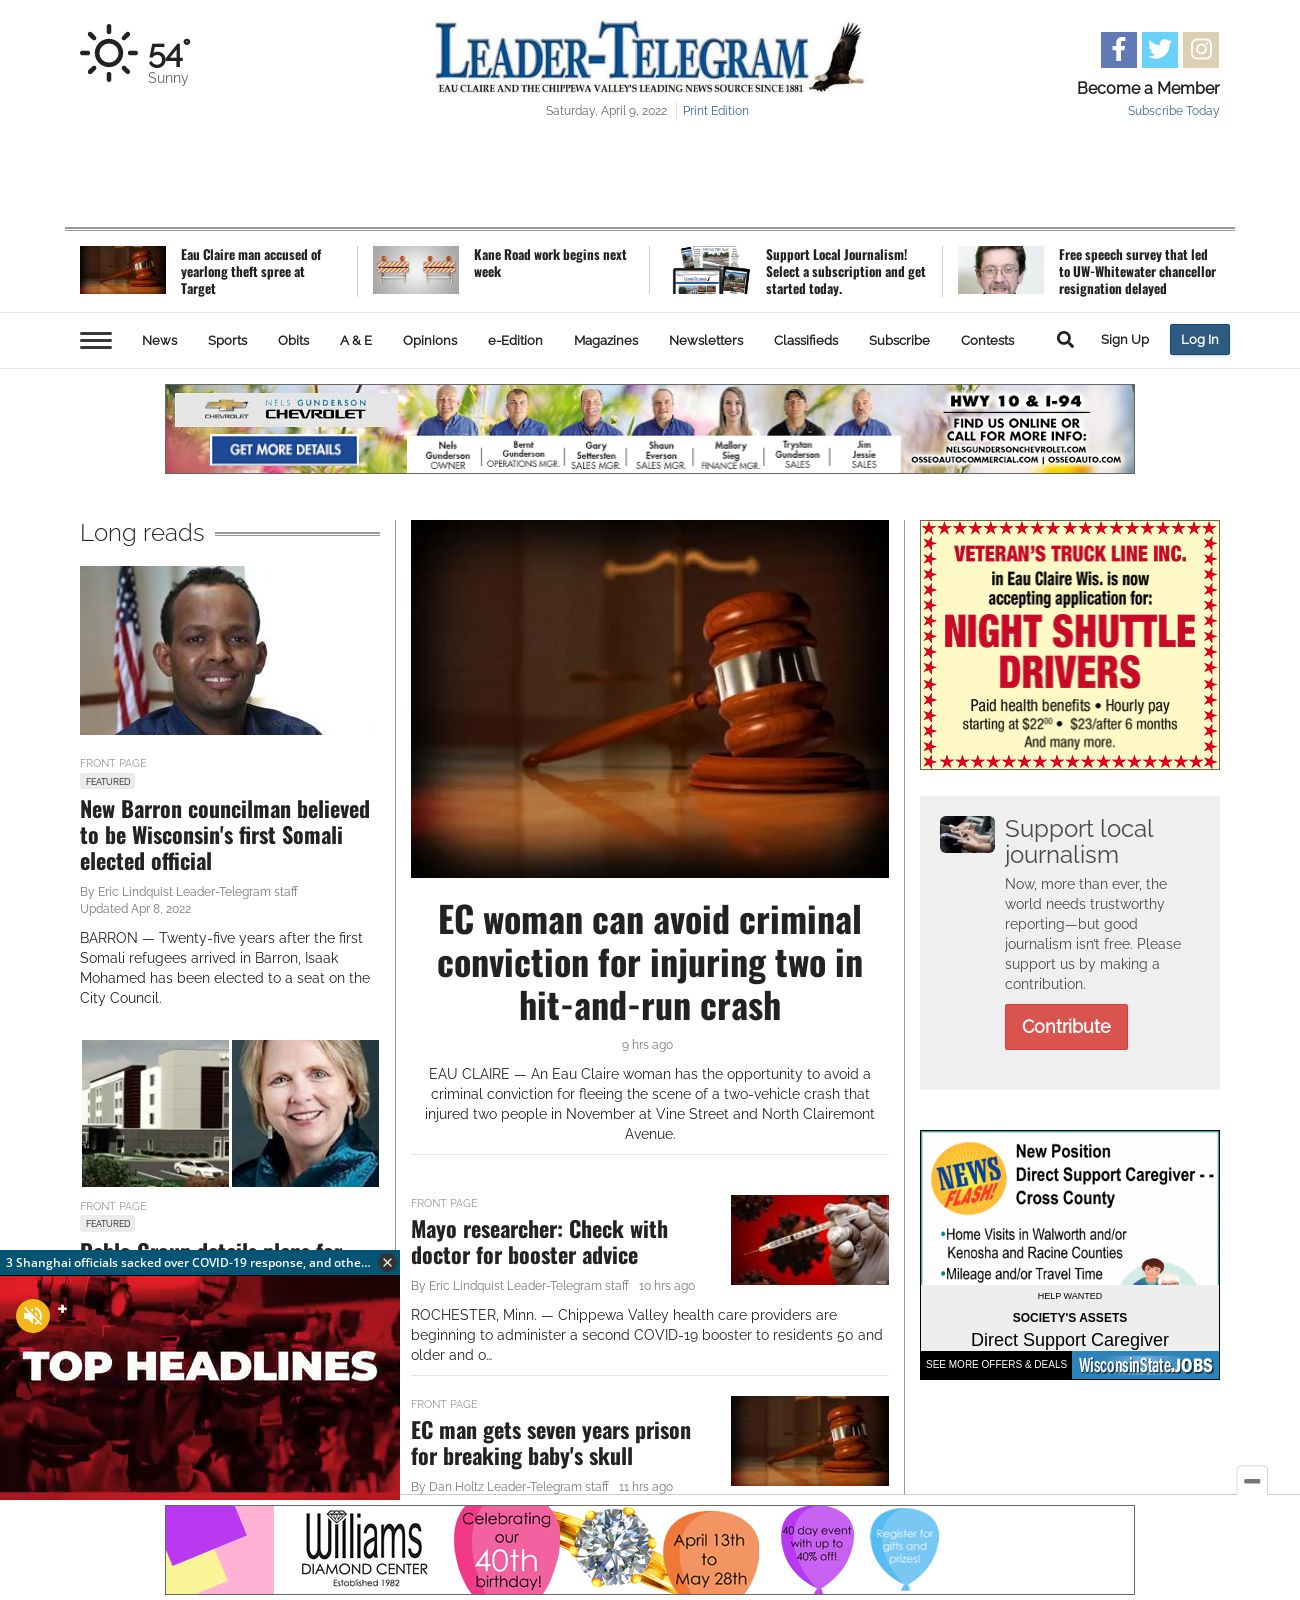 54°
Sunny
LEADER-TELEGRAM
EAU CLAIRE AND THE CHIPPEWA VALLEY'S LEADING NEWS SOURCE SINCE 1881
Saturday, April 9, 2022
Print Edition
Become a Member
Subscribe Today
Eau Claire man accused of
yearlong theft spree at
Target
Kane Road work begins next
week
Support Local Journalism!
Select a subscription and get
started today.
Free speech survey that led
to UW-Whitewater chancellor
resignation delayed
News
Sports
Obits
A & E
Opinions
e-Edition
Magazines
Newsletters
Classifieds
Subscribe
Contests
Sign Up
Log In
CHEVROLET
NELS GUNDERSON
CHEVROLET
GET MORE DETAILS
Nels
Gunderson
OWNER
Bernt
Gunderson
OPERATIONS MGR.
Gary
Settersten
SALES MGR.
Shaun
Everson
SALES MGR.
Mallory
Sieg
FINANCE MGR.
Trystan
Gunderson
SALES
Jim
Jessie
SALES
HWY 10 & I-94
FIND US ONLINE OR
CALL FOR MORE INFO:
NELSGUNDERSONCHEVROLET.COM
OSSEOAUTOCOMMERCIAL.COM | OSSEOAUTO.COM
Long reads
FRONT PAGE
FEATURED
New Barron councilman believed
to be Wisconsin's first Somali
elected official
By Eric Lindquist Leader-Telegram staff
Updated Apr 8, 2022
BARRON — Twenty-five years after the first
Somali refugees arrived in Barron, Isaak
Mohamed has been elected to a seat on the
City Council.
FRONT PAGE
FEATURED
3 Shanghai officials sacked over COVID-19 response, and othe...
TOP HEADLINES
EC woman can avoid criminal
conviction for injuring two in
hit-and-run crash
9 hrs ago
EAU CLAIRE — An Eau Claire woman has the opportunity to avoid a
criminal conviction for fleeing the scene of a two-vehicle crash that
injured two people in November at Vine Street and North Clairemont
Avenue.
FRONT PAGE
Mayo researcher: Check with
doctor for booster advice
By Eric Lindquist Leader-Telegram staff 10 hrs ago
ROCHESTER, Minn. — Chippewa Valley health care providers are
beginning to administer a second COVID-19 booster to residents 50 and
older and o…
FRONT PAGE
EC man gets seven years prison
for breaking baby's skull
By Dan Holtz Leader-Telegram staff 11 hrs ago
VETERAN'S TRUCK LINE INC.
in Eau Claire Wis. is now
accepting application for:
NIGHT SHUTTLE
DRIVERS
Paid health benefits • Hourly pay
starting at $22⁰⁰ • $23/after 6 months
And many more.
Support local
journalism
Now, more than ever, the
world needs trustworthy
reporting—but good
journalism isn't free. Please
support us by making a
contribution.
Contribute
NEWS
FLASH!
New Position
Direct Support Caregiver - -
Cross County
•Home Visits in Walworth and/or
Kenosha and Racine Counties
•Mileage and/or Travel Time
HELP WANTED
SOCIETY'S ASSETS
Direct Support Caregiver
SEE MORE OFFERS & DEALS
WisconsinState.JOBS
Williams
DIAMOND CENTER
Established 1982
Celebrating
our
40th
birthday!
April 13th
to
May 28th
40 day event
with up to
40% off!
Register for
gifts and
prizes!